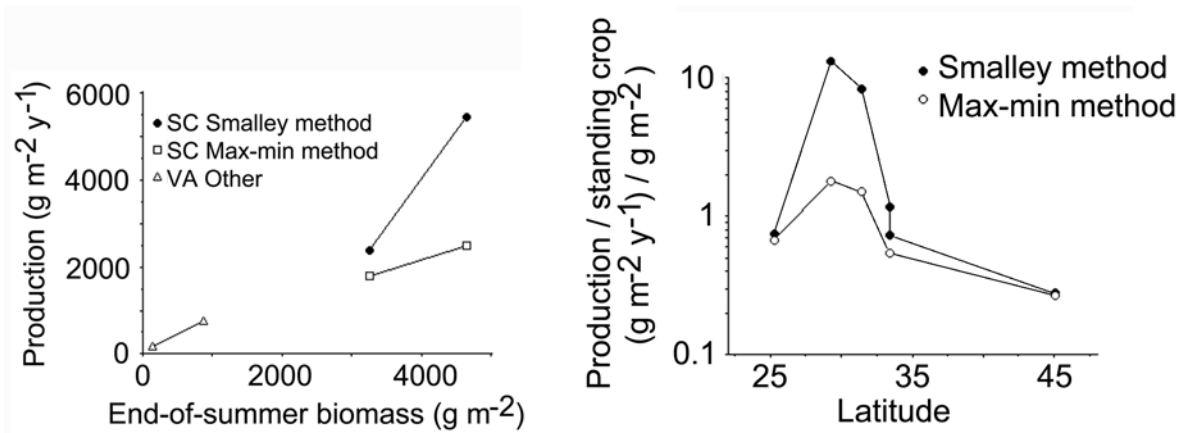 Production (g m-2 y-1)
6000
4000
2000
0
SC Smalley method
SC Max-min method
VA Other
0 2000 4000
End-of-summer biomass (g m-2)
Production / standing crop
(g m-2 y-1) / g m-2
10
1
0.1
Smalley method
Max-min method
25 35 45
Latitude